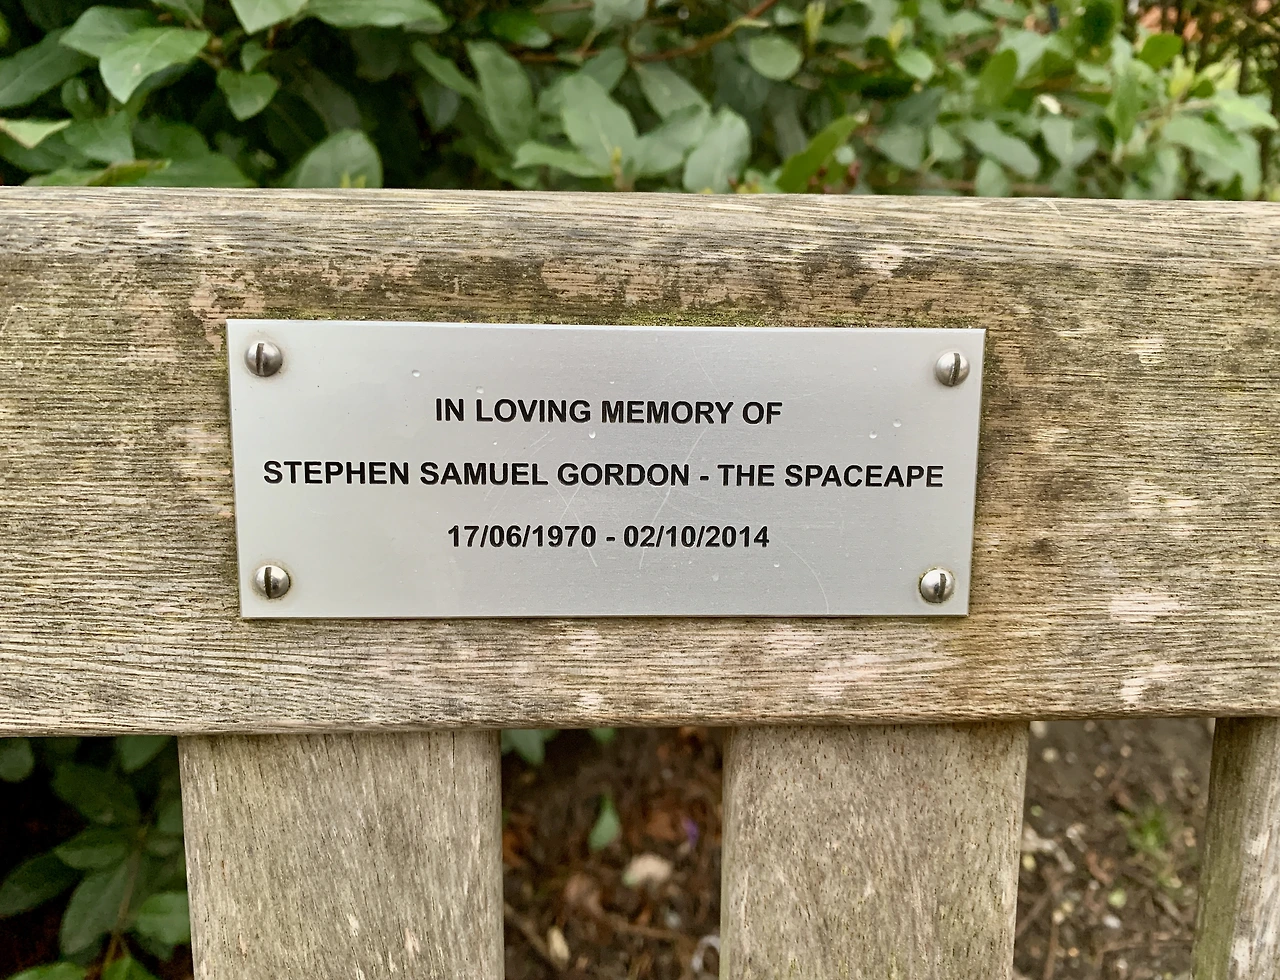 IN LOVING MEMORY OF
STEPHEN SAMUEL GORDON - THE SPACEAPE
17/06/1970 - 02/10/2014